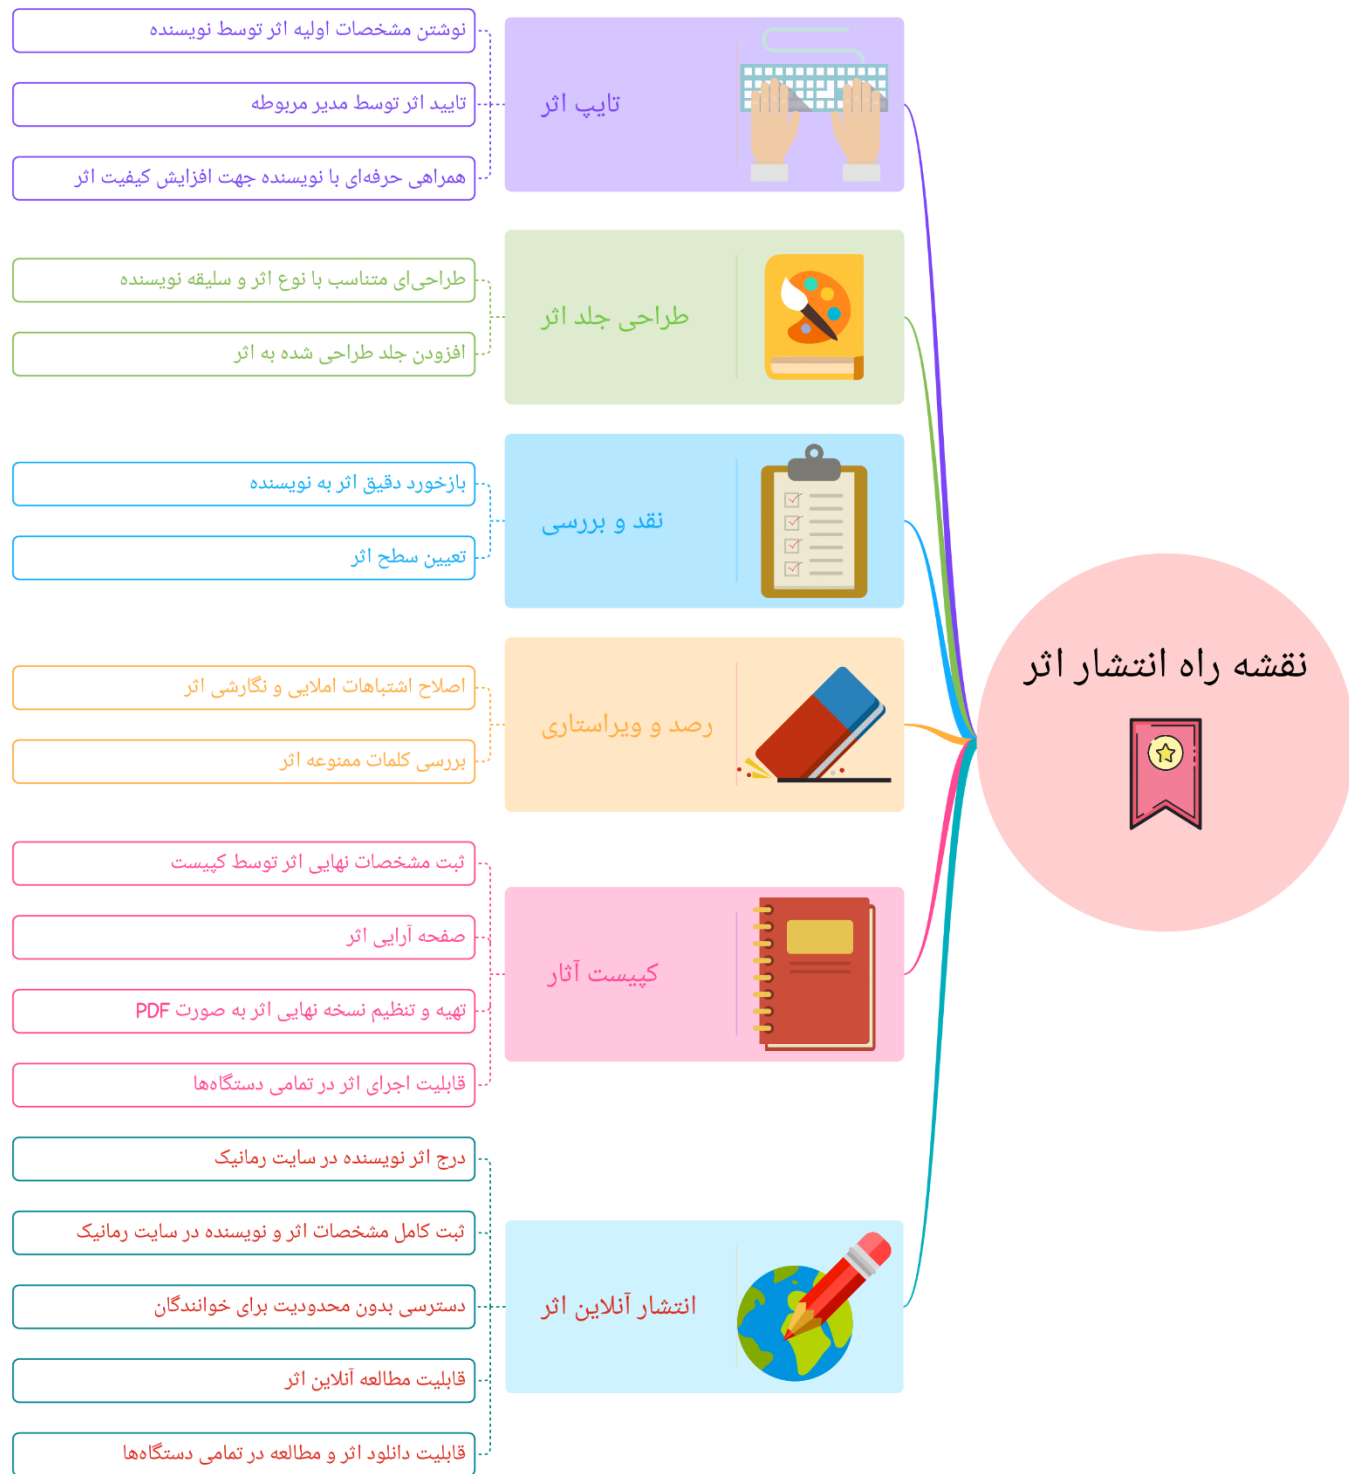 نقشه راه انتشار اثر
تایپ اثر
نوشتن مشخصات اولیه اثر توسط نویسنده
تایید اثر توسط مدیر مربوطه
همراهی حرفه‌ای با نویسنده جهت افزایش کیفیت اثر
طراحی جلد اثر
طراحی‌ای متناسب با نوع اثر و سلیقه نویسنده
افزودن جلد طراحی شده به اثر
نقد و بررسی
بازخورد دقیق اثر به نویسنده
تعیین سطح اثر
رصد و ویراستاری
اصلاح اشتباهات املایی و نگارشی اثر
بررسی کلمات ممنوعه اثر
کپیست آثار
ثبت مشخصات نهایی اثر توسط کپیست
صفحه آرایی اثر
تهیه و تنظیم نسخه نهایی اثر به صورت PDF
قابلیت اجرای اثر در تمامی دستگاه‌ها
انتشار آنلاین اثر
درج اثر نویسنده در سایت رمانیک
ثبت کامل مشخصات اثر و نویسنده در سایت رمانیک
دسترسی بدون محدودیت برای خوانندگان
قابلیت مطالعه آنلاین اثر
قابلیت دانلود اثر و مطالعه در تمامی دستگاه‌ها